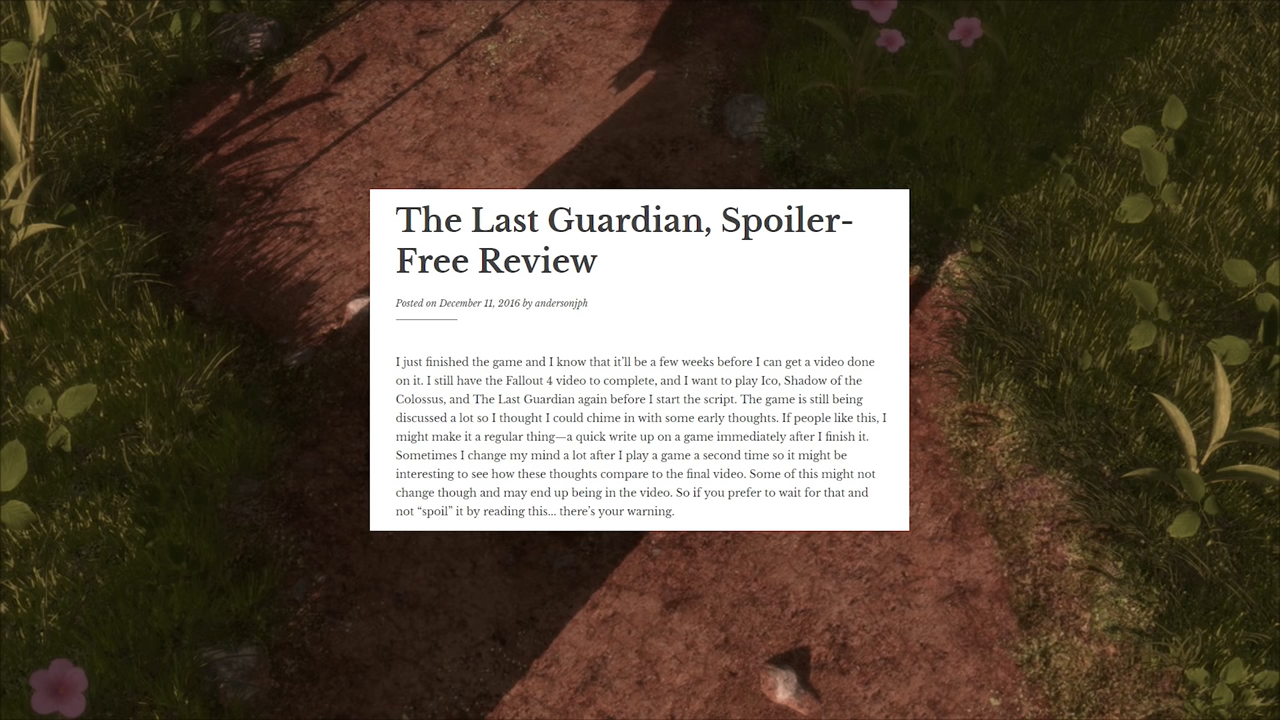 The Last Guardian, Spoiler-
Free Review
Posted on December 11, 2016 by andersonjph
I just finished the game and I know that it’ll be a few weeks before I can get a video done
on it. I still have the Fallout 4 video to complete, and I want to play Ico, Shadow of the
Colossus, and The Last Guardian again before I start the script. The game is still being
discussed a lot so I thought I could chime in with some early thoughts. If people like this, I
might make it a regular thing—a quick write up on a game immediately after I finish it.
Sometimes I change my mind a lot after I play a game a second time so it might be
interesting to see how these thoughts compare to the final video. Some of this might not
change though and may end up being in the video. So if you prefer to wait for that and
not “spoil” it by reading this... there’s your warning.